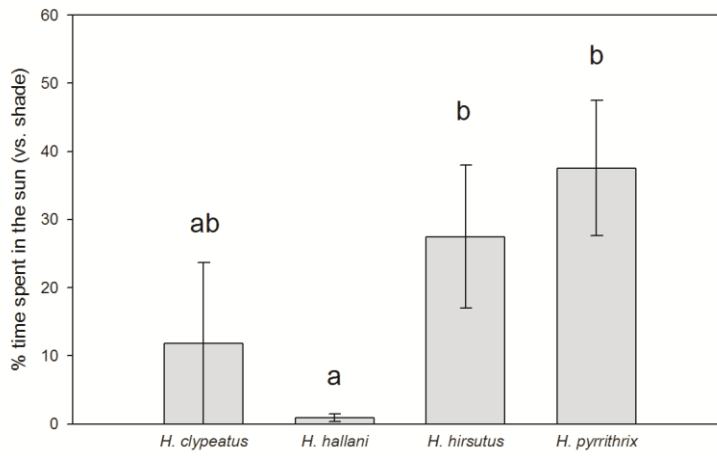 % time spent in the sun (vs. shade)
60
50
40
30
20
10
0
ab
a
b
b
H. clypeatus
H. hallani
H. hirsutus
H. pyrrithrix